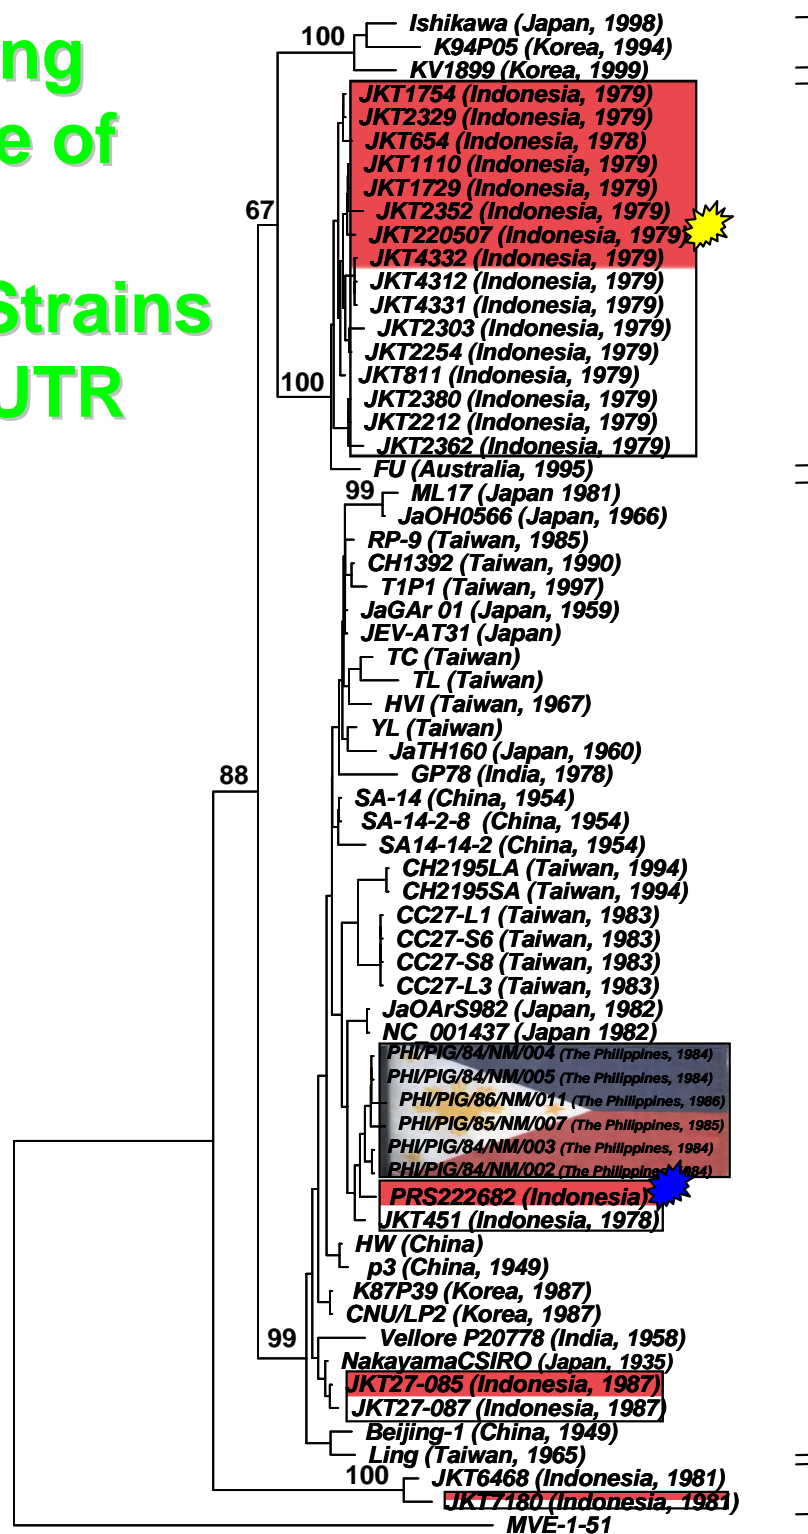 ng
e of
Strains
UTR
100
67
100
99
88
99
100
Ishikawa (Japan, 1998)
K94P05 (Korea, 1994)
KV1899 (Korea, 1999)
JKT1754 (Indonesia, 1979)
JKT2329 (Indonesia, 1979)
JKT654 (Indonesia, 1978)
JKT1110 (Indonesia, 1979)
JKT1729 (Indonesia, 1979)
JKT2352 (Indonesia, 1979)
JKT220507 (Indonesia, 1979)
JKT4332 (Indonesia, 1979)
JKT4312 (Indonesia, 1979)
JKT4331 (Indonesia, 1979)
JKT2303 (Indonesia, 1979)
JKT2254 (Indonesia, 1979)
JKT811 (Indonesia, 1979)
JKT2380 (Indonesia, 1979)
JKT2212 (Indonesia, 1979)
JKT2362 (Indonesia, 1979)
FU (Australia, 1995)
ML17 (Japan 1981)
JaOH0566 (Japan, 1966)
RP-9 (Taiwan, 1985)
CH1392 (Taiwan, 1990)
T1P1 (Taiwan, 1997)
JaGAr 01 (Japan, 1959)
JEV-AT31 (Japan)
TC (Taiwan)
TL (Taiwan)
HVI (Taiwan, 1967)
YL (Taiwan)
JaTH160 (Japan, 1960)
GP78 (India, 1978)
SA-14 (China, 1954)
SA-14-2-8 (China, 1954)
SA14-14-2 (China, 1954)
CH2195LA (Taiwan, 1994)
CH2195SA (Taiwan, 1994)
CC27-L1 (Taiwan, 1983)
CC27-S6 (Taiwan, 1983)
CC27-S8 (Taiwan, 1983)
CC27-L3 (Taiwan, 1983)
JaOArS982 (Japan, 1982)
NC_001437 (Japan 1982)
PHI/PIG/84/NM/004 (The Philippines, 1984)
PHI/PIG/84/NM/005 (The Philippines, 1984)
PHI/PIG/86/NM/011 (The Philippines, 1986)
PHI/PIG/85/NM/007 (The Philippines, 1985)
PHI/PIG/84/NM/003 (The Philippines, 1984)
PHI/PIG/84/NM/002 (The Philippines, 1984)
PRS222682 (Indonesia)
JKT451 (Indonesia, 1978)
HW (China)
p3 (China, 1949)
K87P39 (Korea, 1987)
CNU/LP2 (Korea, 1987)
Vellore P20778 (India, 1958)
NakayamaCSIRO (Japan, 1935)
JKT27-085 (Indonesia, 1987)
JKT27-087 (Indonesia, 1987)
Beijing-1 (China, 1949)
Ling (Taiwan, 1965)
JKT6468 (Indonesia, 1981)
JKT7180 (Indonesia, 1981)
MVE-1-51